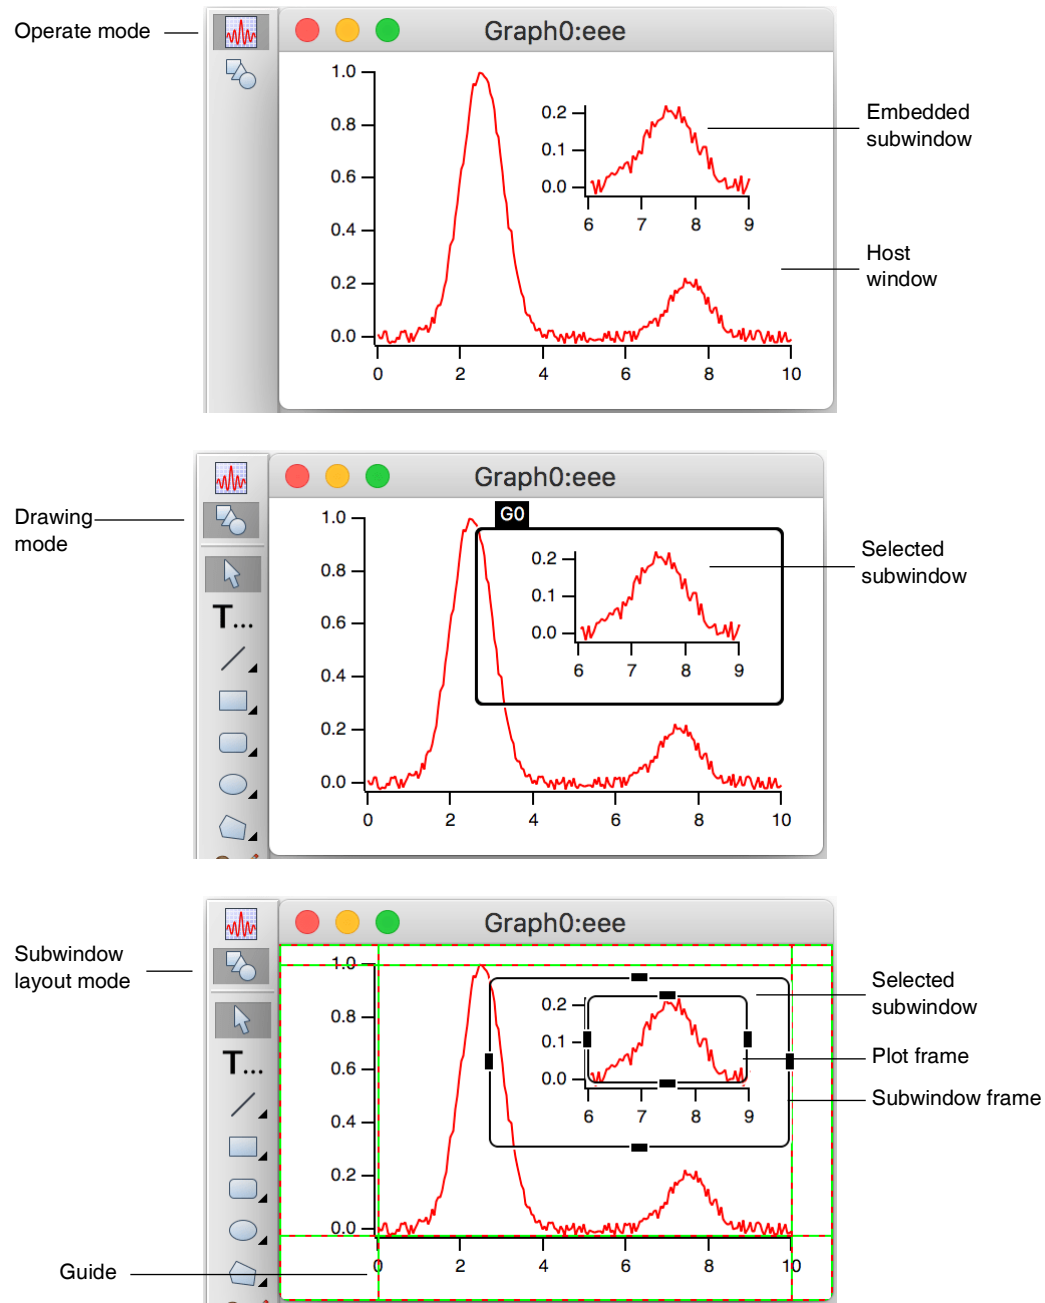 Operate mode
Graph0:eee
1.0
0.8
0.6
0.4
0.2
0.0
0 2 4 6 8 10
0.2
0.1
0.0
6 7 8 9
Embedded
subwindow
Host
window
Drawing
mode
Graph0:eee
G0
T...
1.0
0.8
0.6
0.4
0.2
0.0
0 2 4 6 8 10
0.2
0.1
0.0
6 7 8 9
Selected
subwindow
Subwindow
layout mode
Graph0:eee
T...
1.0
0.8
0.6
0.4
0.2
0.0
0 2 4 6 8 10
0.2
0.1
0.0
6 7 8 9
Selected
subwindow
Plot frame
Subwindow frame
Guide